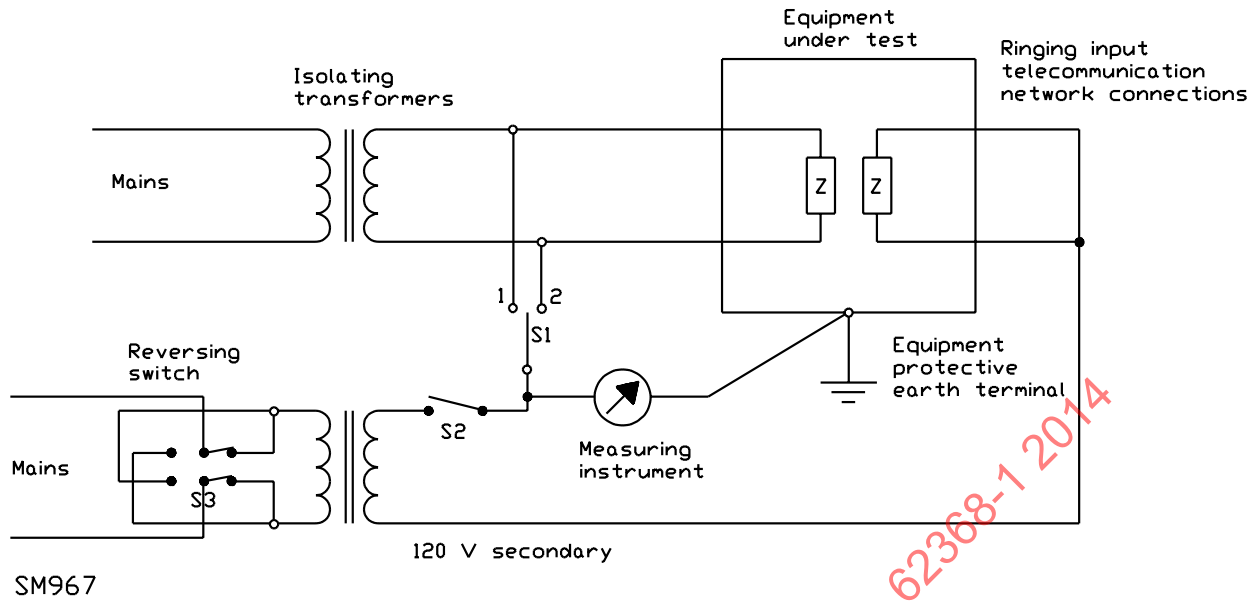 Equipment
under test
Ringing input
telecommunication
network connections
Isolating
transformers
Mains
Z
Z
1
2
S1
Reversing
switch
Equipment
protective
earth terminal
S2
Measuring
instrument
Mains
S3
120 V secondary
SM967
62368-1 2014